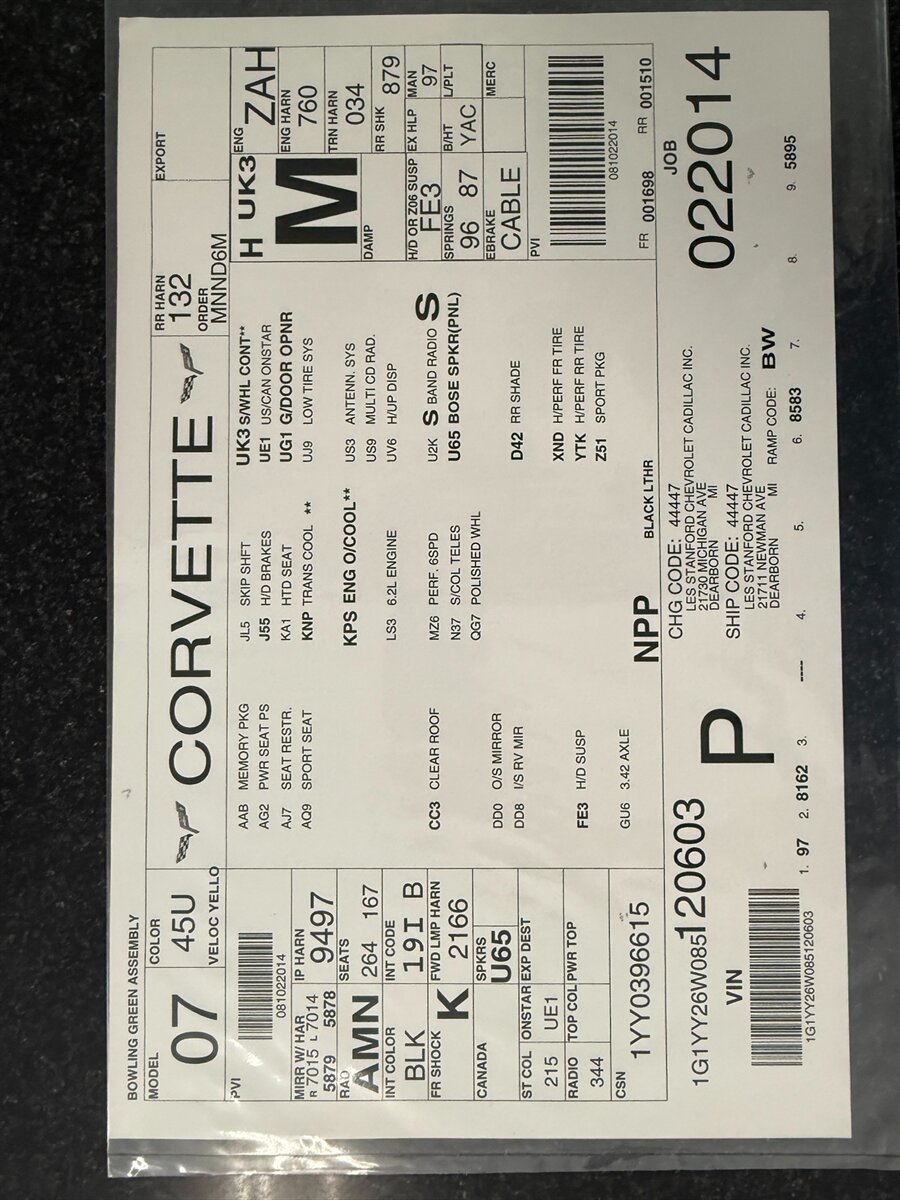 BOWLING GREEN ASSEMBLY
MODEL
07
COLOR
45U
VELOC YELLO
CORVETTE
RR HARN
132
ORDER
MNND6M
EXPORT
PVI
081022014
MIRR W/ HAR
R 7015 L 7014
5879 5878
IP HARN
9497
RAD
AMN
SEATS
264 167
INT COLOR
BLK
INT CODE
19I B
FR SHOCK
K
FWD LMP HARN
2166
CANADA
SPKRS
U65
ST COL
215
ONSTAR
UE1
EXP DEST
RADIO
344
TOP COL
PWR TOP
CSN
1YY0396615
AAB MEMORY PKG
AG2 PWR SEAT PS
AJ7 SEAT RESTR.
AQ9 SPORT SEAT
CC3 CLEAR ROOF
DD0 O/S MIRROR
DD8 I/S RV MIR
FE3 H/D SUSP
GU6 3.42 AXLE
JL5 SKIP SHFT
J55 H/D BRAKES
KA1 HTD SEAT
KNP TRANS COOL **
KPS ENG O/COOL**
LS3 6.2L ENGINE
MZ6 PERF. 6SPD
N37 S/COL TELES
QG7 POLISHED WHL
NPP
BLACK LTHR
UK3 S/WHL CONT**
UE1 US/CAN ONSTAR
UG1 G/DOOR OPNR
UJ9 LOW TIRE SYS
US3 ANTENN. SYS
US9 MULTI CD RAD.
UV6 H/UP DISP
U2K S BAND RADIO S
U65 BOSE SPKR(PNL)
D42 RR SHADE
XND H/PERF FR TIRE
YTK H/PERF RR TIRE
Z51 SPORT PKG
H UK3
M
ENG
ZAH
ENG HARN
760
TRN HARN
034
DAMP
RR SHK
879
H/D OR Z06 SUSP
FE3
EX HLP
MAN
97
SPRINGS
96 87
B/HT
YAC
L/PLT
EBRAKE
CABLE
MERC
PVI
081022014
FR 001698 RR 001510
1G1YY26W085120603
VIN
1G1YY26W085120603
P
CHG CODE: 44447
LES STANFORD CHEVROLET CADILLAC INC.
21730 MICHIGAN AVE
DEARBORN MI
SHIP CODE: 44447
LES STANFORD CHEVROLET CADILLAC INC.
21711 NEWMAN AVE
DEARBORN MI RAMP CODE: BW
JOB
022014
1. 97 2. 8162 3. ---- 4. 5. 6. 8583 7. 8. 9. 5895